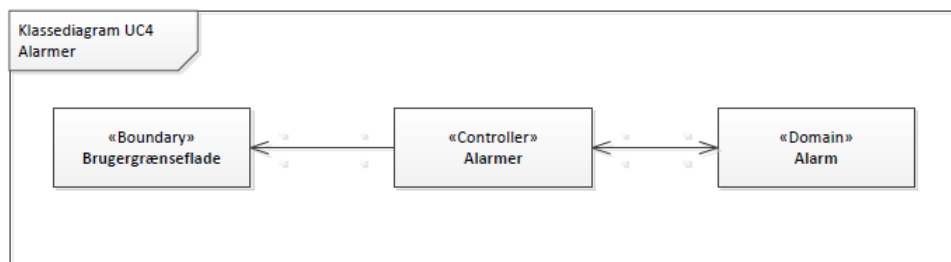 Klassediagram UC4
Alarmer
«Boundary»
Brugergrænseflade
«Controller»
Alarmer
«Domain»
Alarm